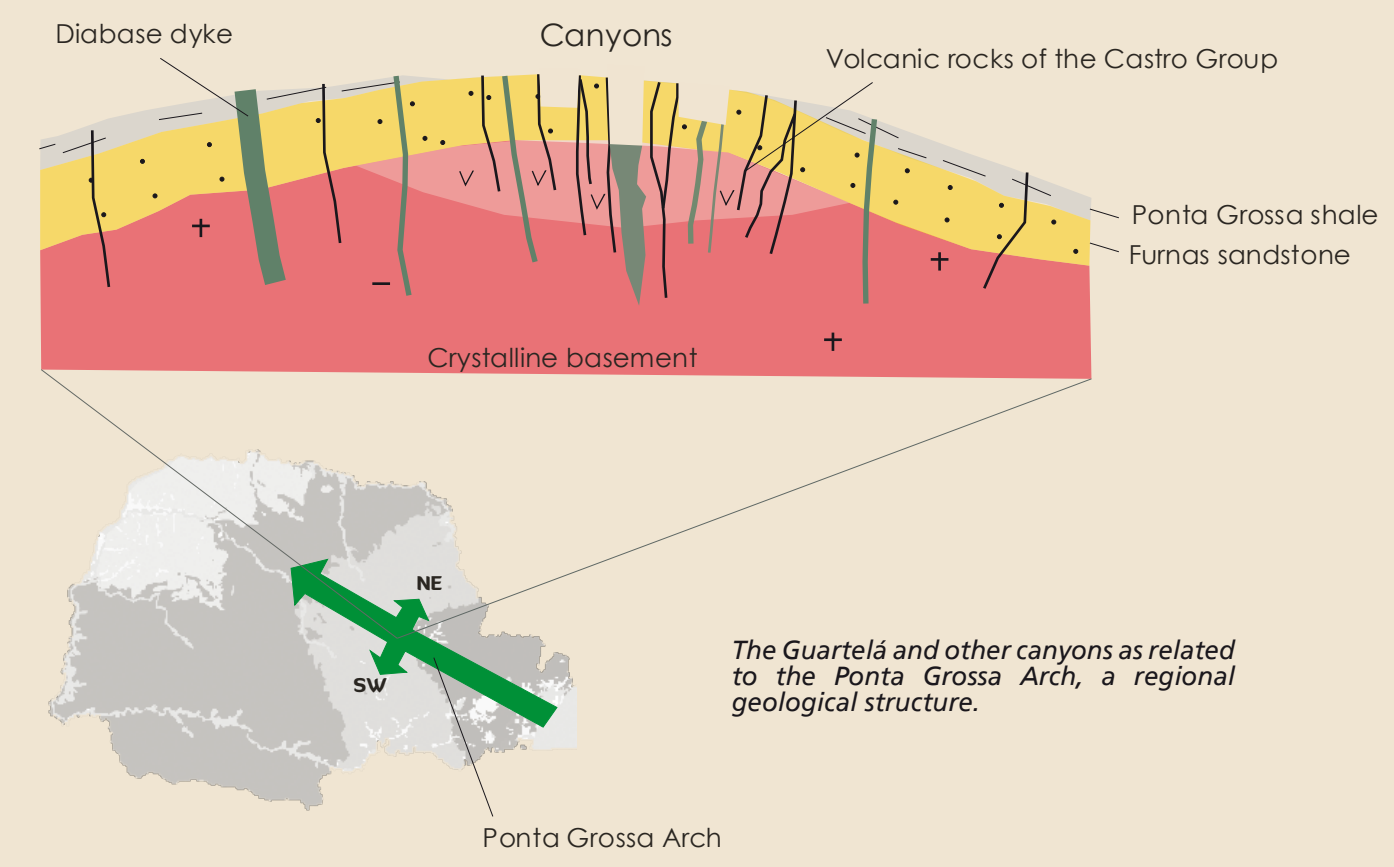 Diabase dyke
Canyons
Volcanic rocks of the Castro Group
Ponta Grossa shale
Furnas sandstone
Crystalline basement
NE
SW
The Guartelá and other canyons as related
to the Ponta Grossa Arch, a regional
geological structure.
Ponta Grossa Arch